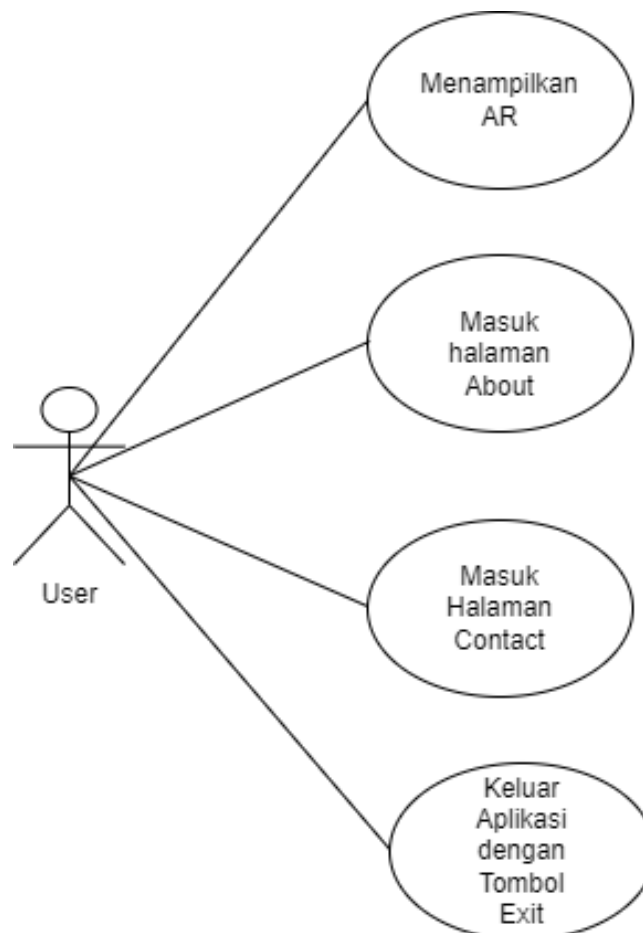 Menampilkan
AR
Masuk
halaman
About
User
Masuk
Halaman
Contact
Keluar
Aplikasi
dengan
Tombol
Exit